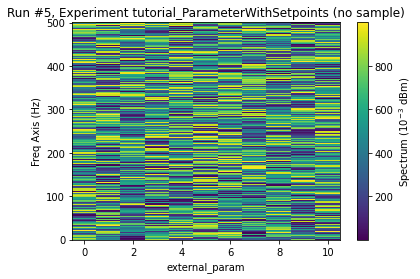 Run #5, Experiment tutorial_ParameterWithSetpoints (no sample)
Freq Axis (Hz)
500
400
300
200
100
0
0 2 4 6 8 10
external_param
800
600
400
200
Spectrum (10⁻³ dBm)